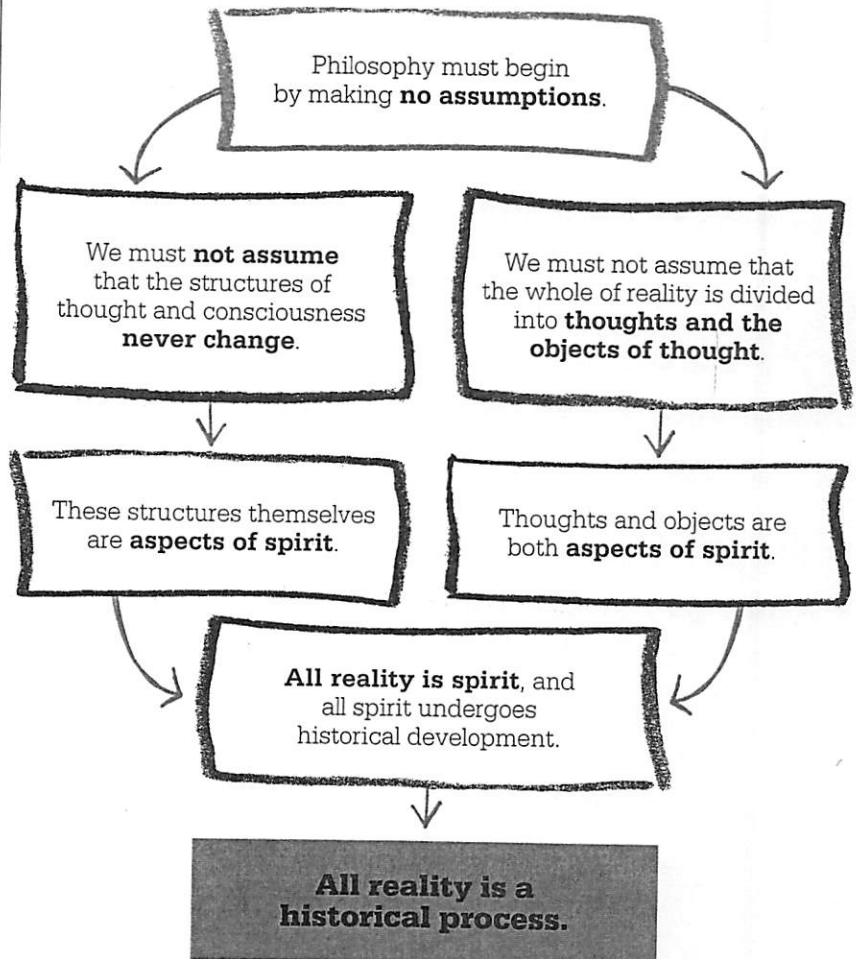 Philosophy must begin
by making no assumptions.
We must not assume
that the structures of
thought and consciousness
never change.
We must not assume that
the whole of reality is divided
into thoughts and the
objects of thought.
These structures themselves
are aspects of spirit.
Thoughts and objects are
both aspects of spirit.
All reality is spirit, and
all spirit undergoes
historical development.
All reality is a
historical process.